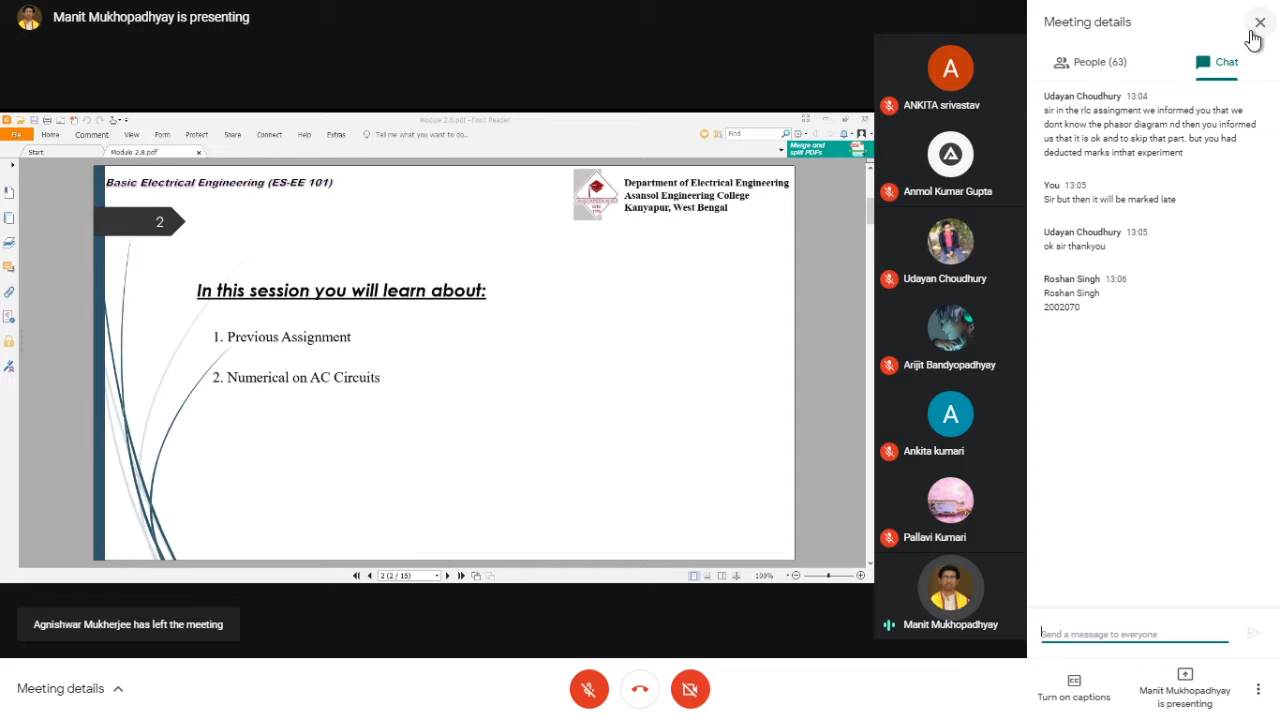 Manit Mukhopadhyay is presenting
Module 2.8.pdf - Foxit Reader
File Home Comment View Form Protect Share Connect Help Extras Tell me what you want to do... Find
Start Module 2.8.pdf
Merge and
split PDFs
Basic Electrical Engineering (ES-EE 101)
Department of Electrical Engineering
Asansol Engineering College
Kanyapur, West Bengal
2
In this session you will learn about:
1. Previous Assignment
2. Numerical on AC Circuits
2 (2 / 15)
100%
Agnishwar Mukherjee has left the meeting
Meeting details
A
ANKITA srivastav
Anmol Kumar Gupta
Udayan Choudhury
Arijit Bandyopadhyay
A
Ankita kumari
Pallavi Kumari
Manit Mukhopadhyay
Meeting details
People (63)
Chat
Udayan Choudhury 13:04
sir in the rlc assingment we informed you that we
dont know the phasor diagram nd then you informed
us that it is ok and to skip that part. but you had
deducted marks inthat experiment
You 13:05
Sir but then it will be marked late
Udayan Choudhury 13:05
ok sir thankyou
Roshan Singh 13:06
Roshan Singh
2002070
Send a message to everyone
Turn on captions
Manit Mukhopadhyay
is presenting